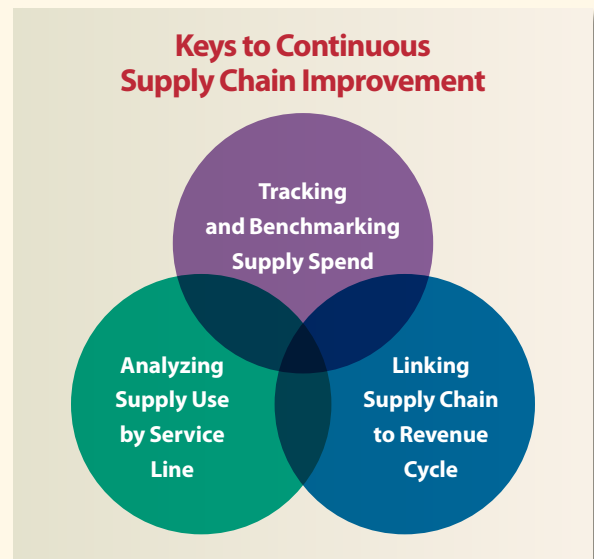 Keys to Continuous
Supply Chain Improvement
Tracking
and Benchmarking
Supply Spend
Analyzing
Supply Use
by Service
Line
Linking
Supply Chain
to Revenue
Cycle